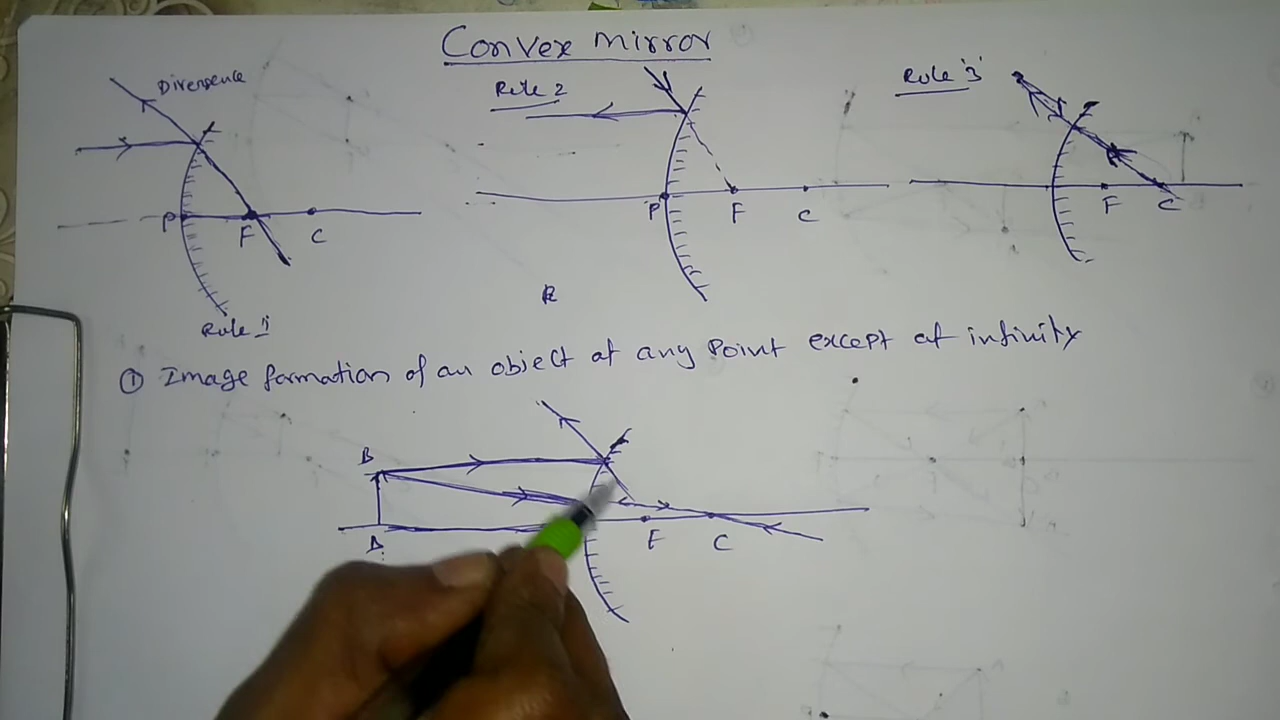 Convex mirror
Divergence
P F C
Rule 1
Rule 2
P F C
Rule '3'
F C
R
① Image formation of an object at any point except at infinity
B
A F C